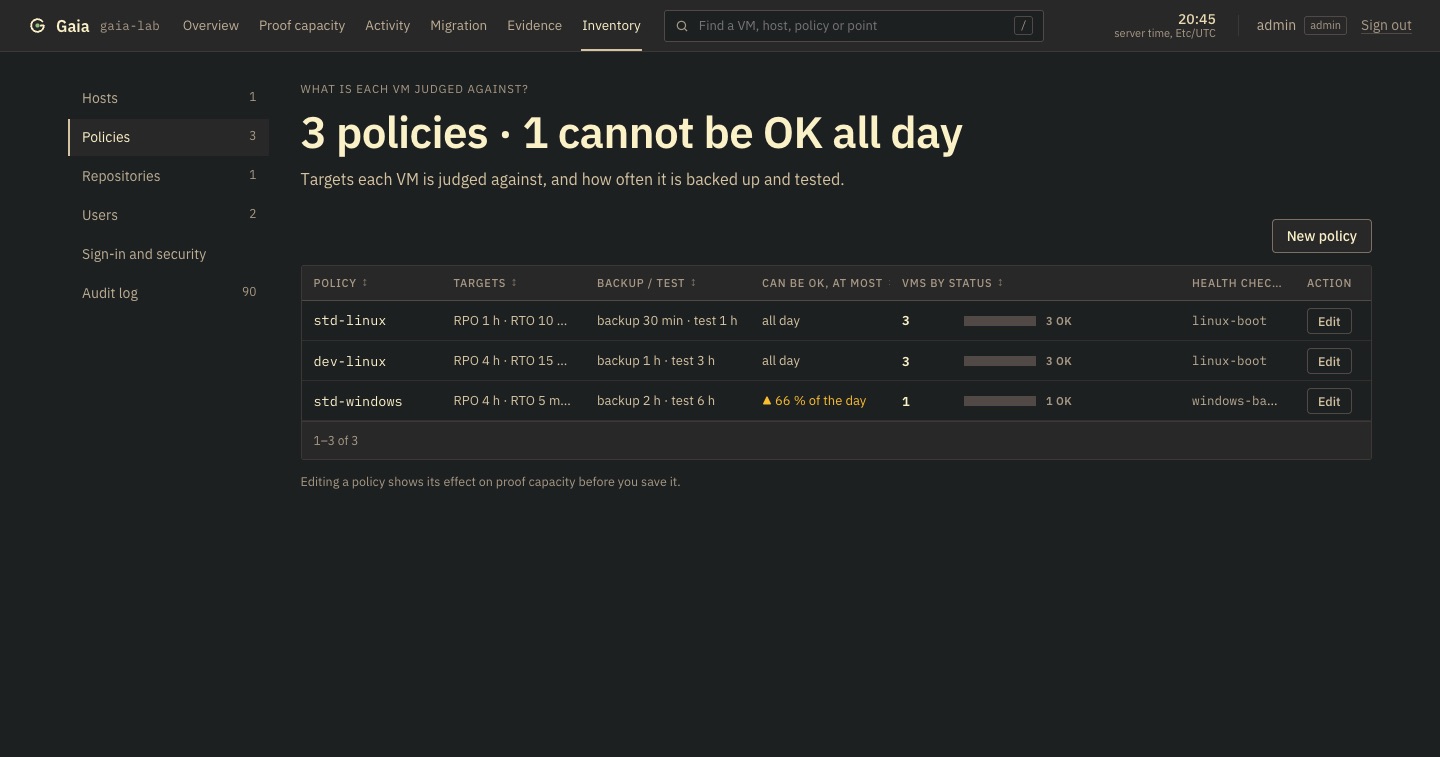 Gaia gaia-lab Overview Proof capacity Activity Migration Evidence Inventory Find a VM, host, policy or point / 20:45 admin admin Sign out
server time, Etc/UTC
Hosts 1
Policies 3
Repositories 1
Users 2
Sign-in and security
Audit log 90
WHAT IS EACH VM JUDGED AGAINST?
3 policies · 1 cannot be OK all day
Targets each VM is judged against, and how often it is backed up and tested.
New policy
POLICY ↕ TARGETS ↕ BACKUP / TEST ↕ CAN BE OK, AT MOST VMS BY STATUS ↕ HEALTH CHEC... ACTION
std-linux RPO 1 h · RTO 10 ... backup 30 min · test 1 h all day 3 3 OK linux-boot Edit
dev-linux RPO 4 h · RTO 15 ... backup 1 h · test 3 h all day 3 3 OK linux-boot Edit
std-windows RPO 4 h · RTO 5 m... backup 2 h · test 6 h ▲ 66 % of the day 1 1 OK windows-ba... Edit
1–3 of 3
Editing a policy shows its effect on proof capacity before you save it.